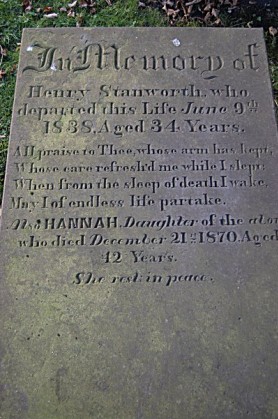 In Memory of
Henry Stanworth, who
departed this Life June 9th
1838, Aged 34 Years.
All praise to Thee, whose arm has kept,
Whose care refresh'd me while I slept;
When from the sleep of death I wake,
May I of endless life partake.
Also HANNAH, Daughter of the above
who died December 21st 1870, Aged
42 Years.
She rest in peace.